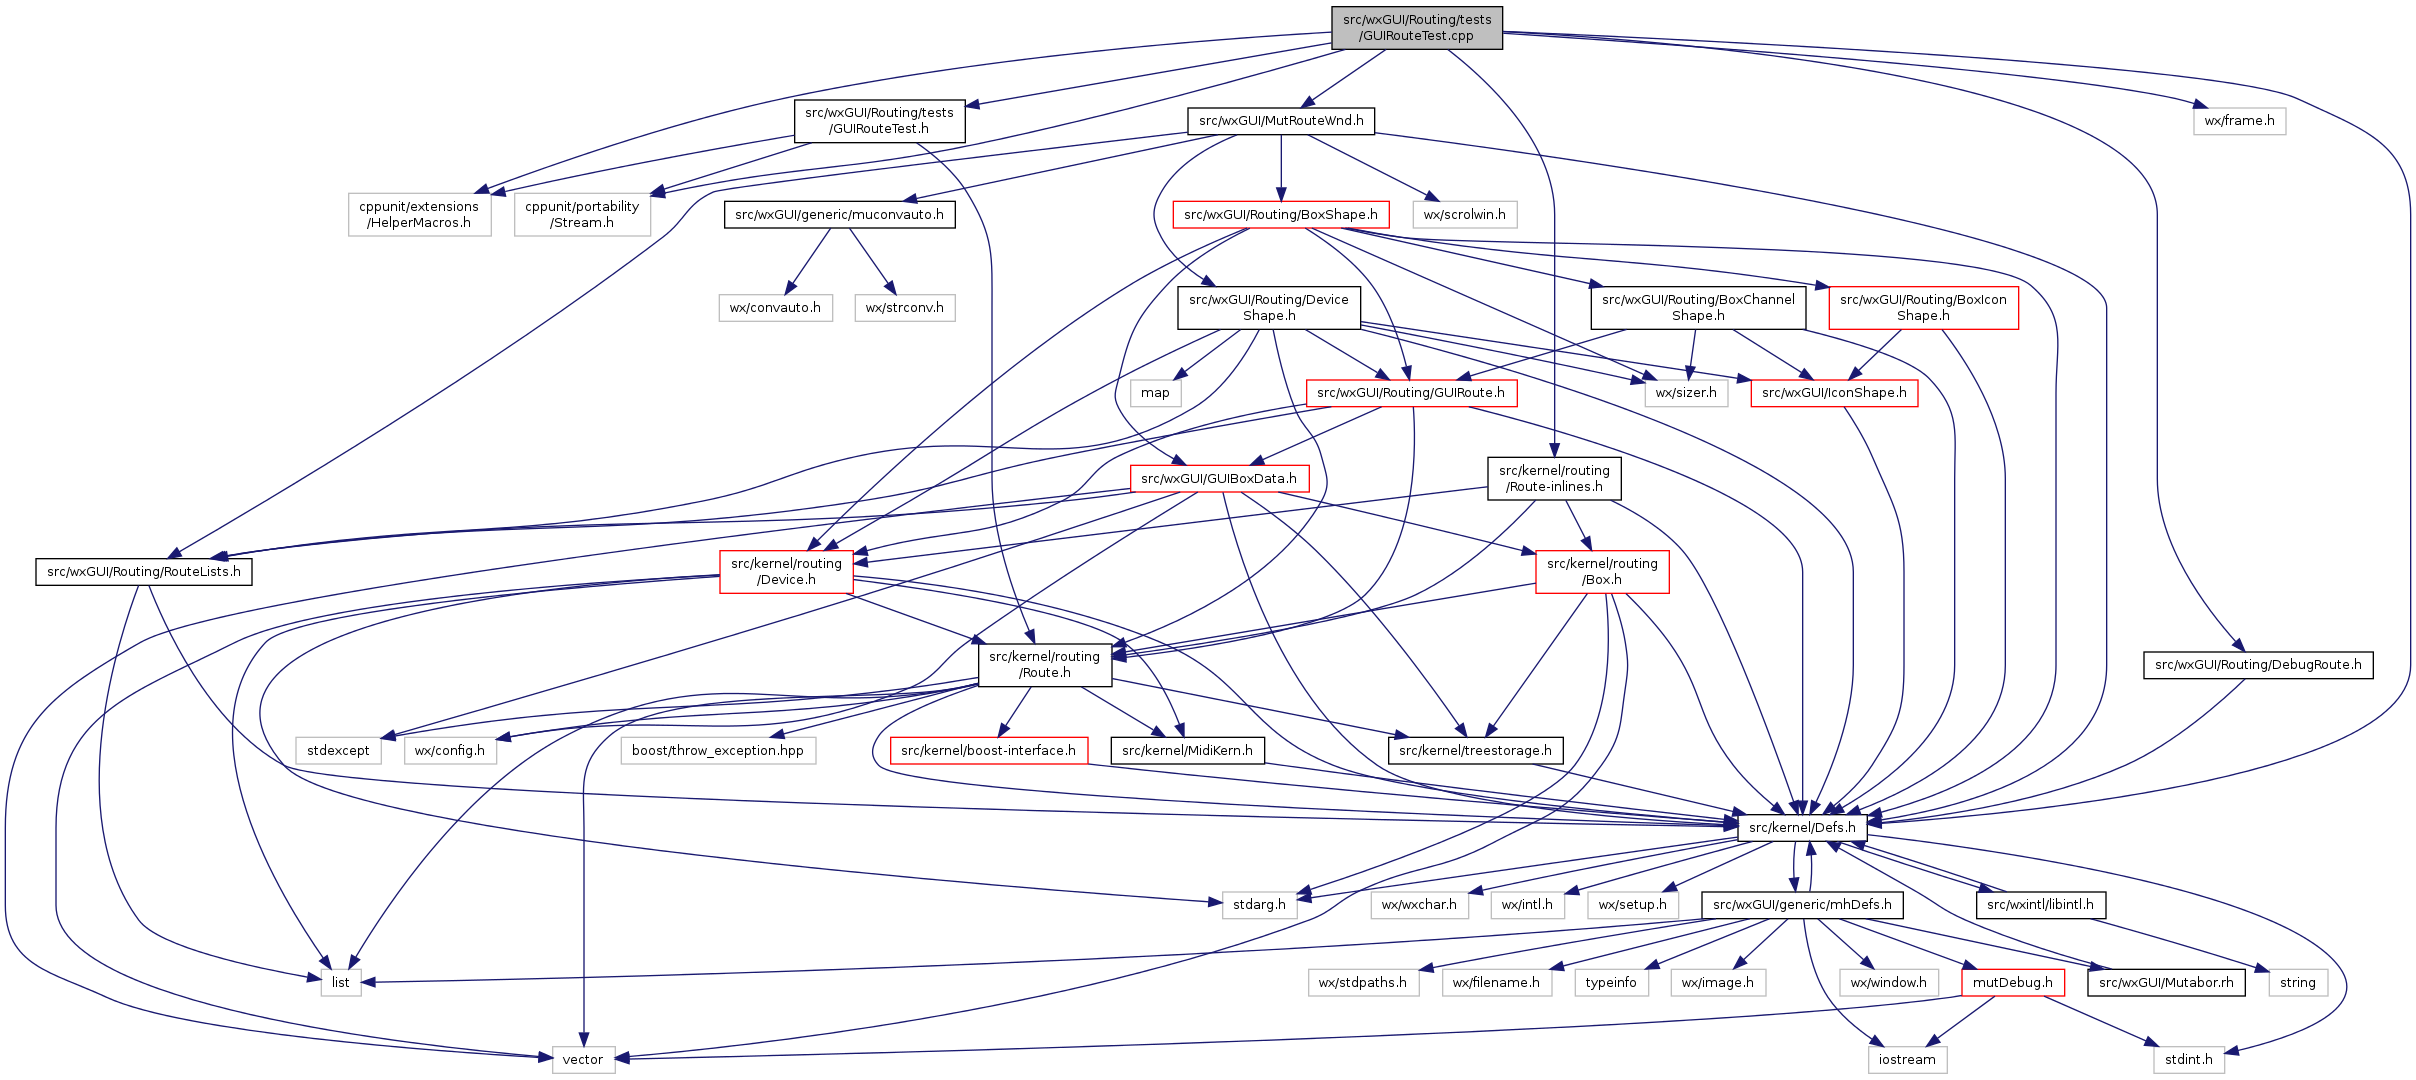 src/wxGUI/Routing/tests
/GUIRouteTest.cpp
src/wxGUI/Routing/tests
/GUIRouteTest.h
src/wxGUI/MutRouteWnd.h
wx/frame.h
cppunit/extensions
/HelperMacros.h
cppunit/portability
/Stream.h
src/wxGUI/generic/muconvauto.h
src/wxGUI/Routing/BoxShape.h
wx/scrolwin.h
wx/convauto.h
wx/strconv.h
src/wxGUI/Routing/Device
Shape.h
src/wxGUI/Routing/BoxChannel
Shape.h
src/wxGUI/Routing/BoxIcon
Shape.h
map
src/wxGUI/Routing/GUIRoute.h
wx/sizer.h
src/wxGUI/IconShape.h
src/wxGUI/GUIBoxData.h
src/kernel/routing
/Route-inlines.h
src/wxGUI/Routing/RouteLists.h
src/kernel/routing
/Device.h
src/kernel/routing
/Box.h
src/kernel/routing
/Route.h
src/wxGUI/Routing/DebugRoute.h
stdexcept
wx/config.h
boost/throw_exception.hpp
src/kernel/boost-interface.h
src/kernel/MidiKern.h
src/kernel/treestorage.h
src/kernel/Defs.h
stdarg.h
wx/wxchar.h
wx/intl.h
wx/setup.h
src/wxGUI/generic/mhDefs.h
src/wxintl/libintl.h
list
wx/stdpaths.h
wx/filename.h
typeinfo
wx/image.h
wx/window.h
mutDebug.h
src/wxGUI/Mutabor.rh
string
vector
iostream
stdint.h